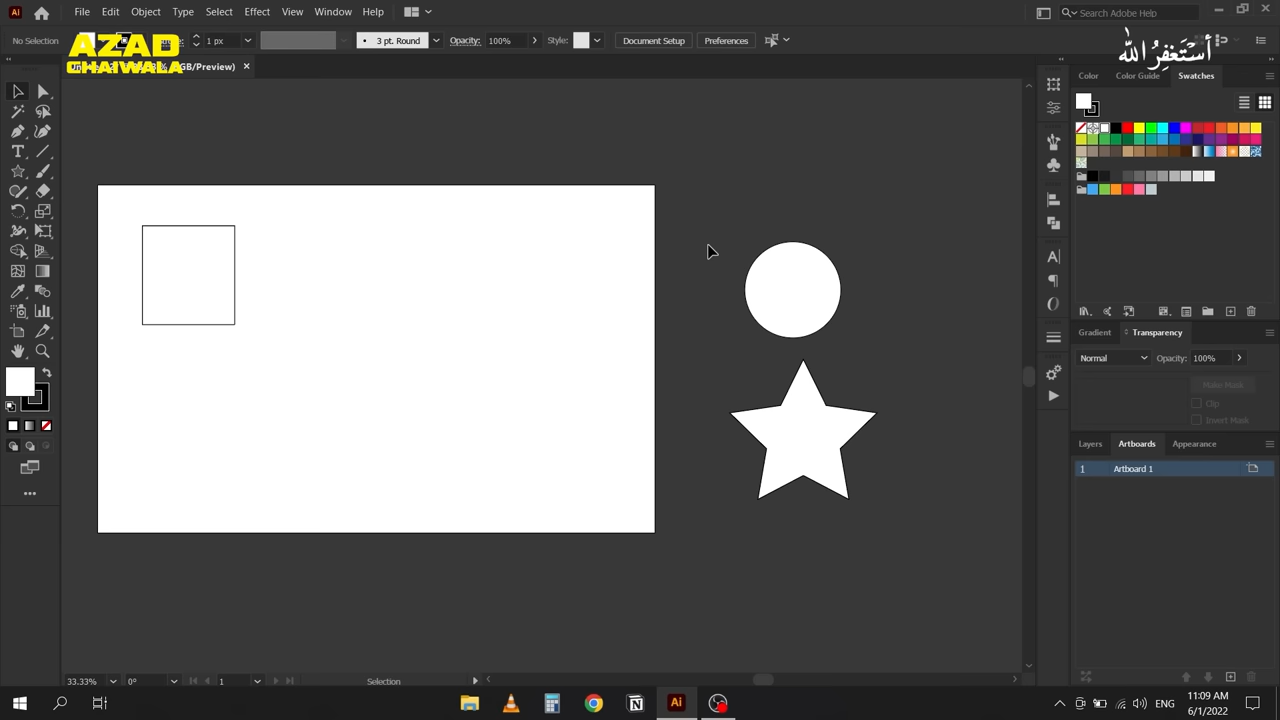 File Edit Object Type Select Effect View Window Help
Search Adobe Help
No Selection
1 px
3 pt. Round
Opacity: 100%
Style:
Document Setup
Preferences
AZAD
CHAIWALA
أَسْتَغْفِرُ اللّٰه
GB/Preview)
Color Color Guide Swatches
Gradient Transparency
Normal
Opacity: 100%
Make Mask
Clip
Invert Mask
Layers Artboards Appearance
1 Artboard 1
33.33%
0°
1
Selection
ENG
11:09 AM
6/1/2022